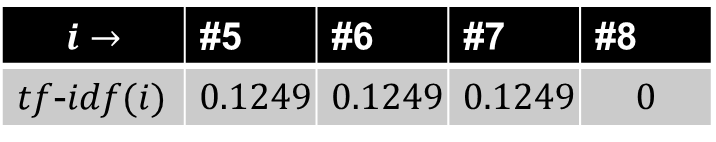 i → #5 #6 #7 #8
tf-idf(i) 0.1249 0.1249 0.1249 0